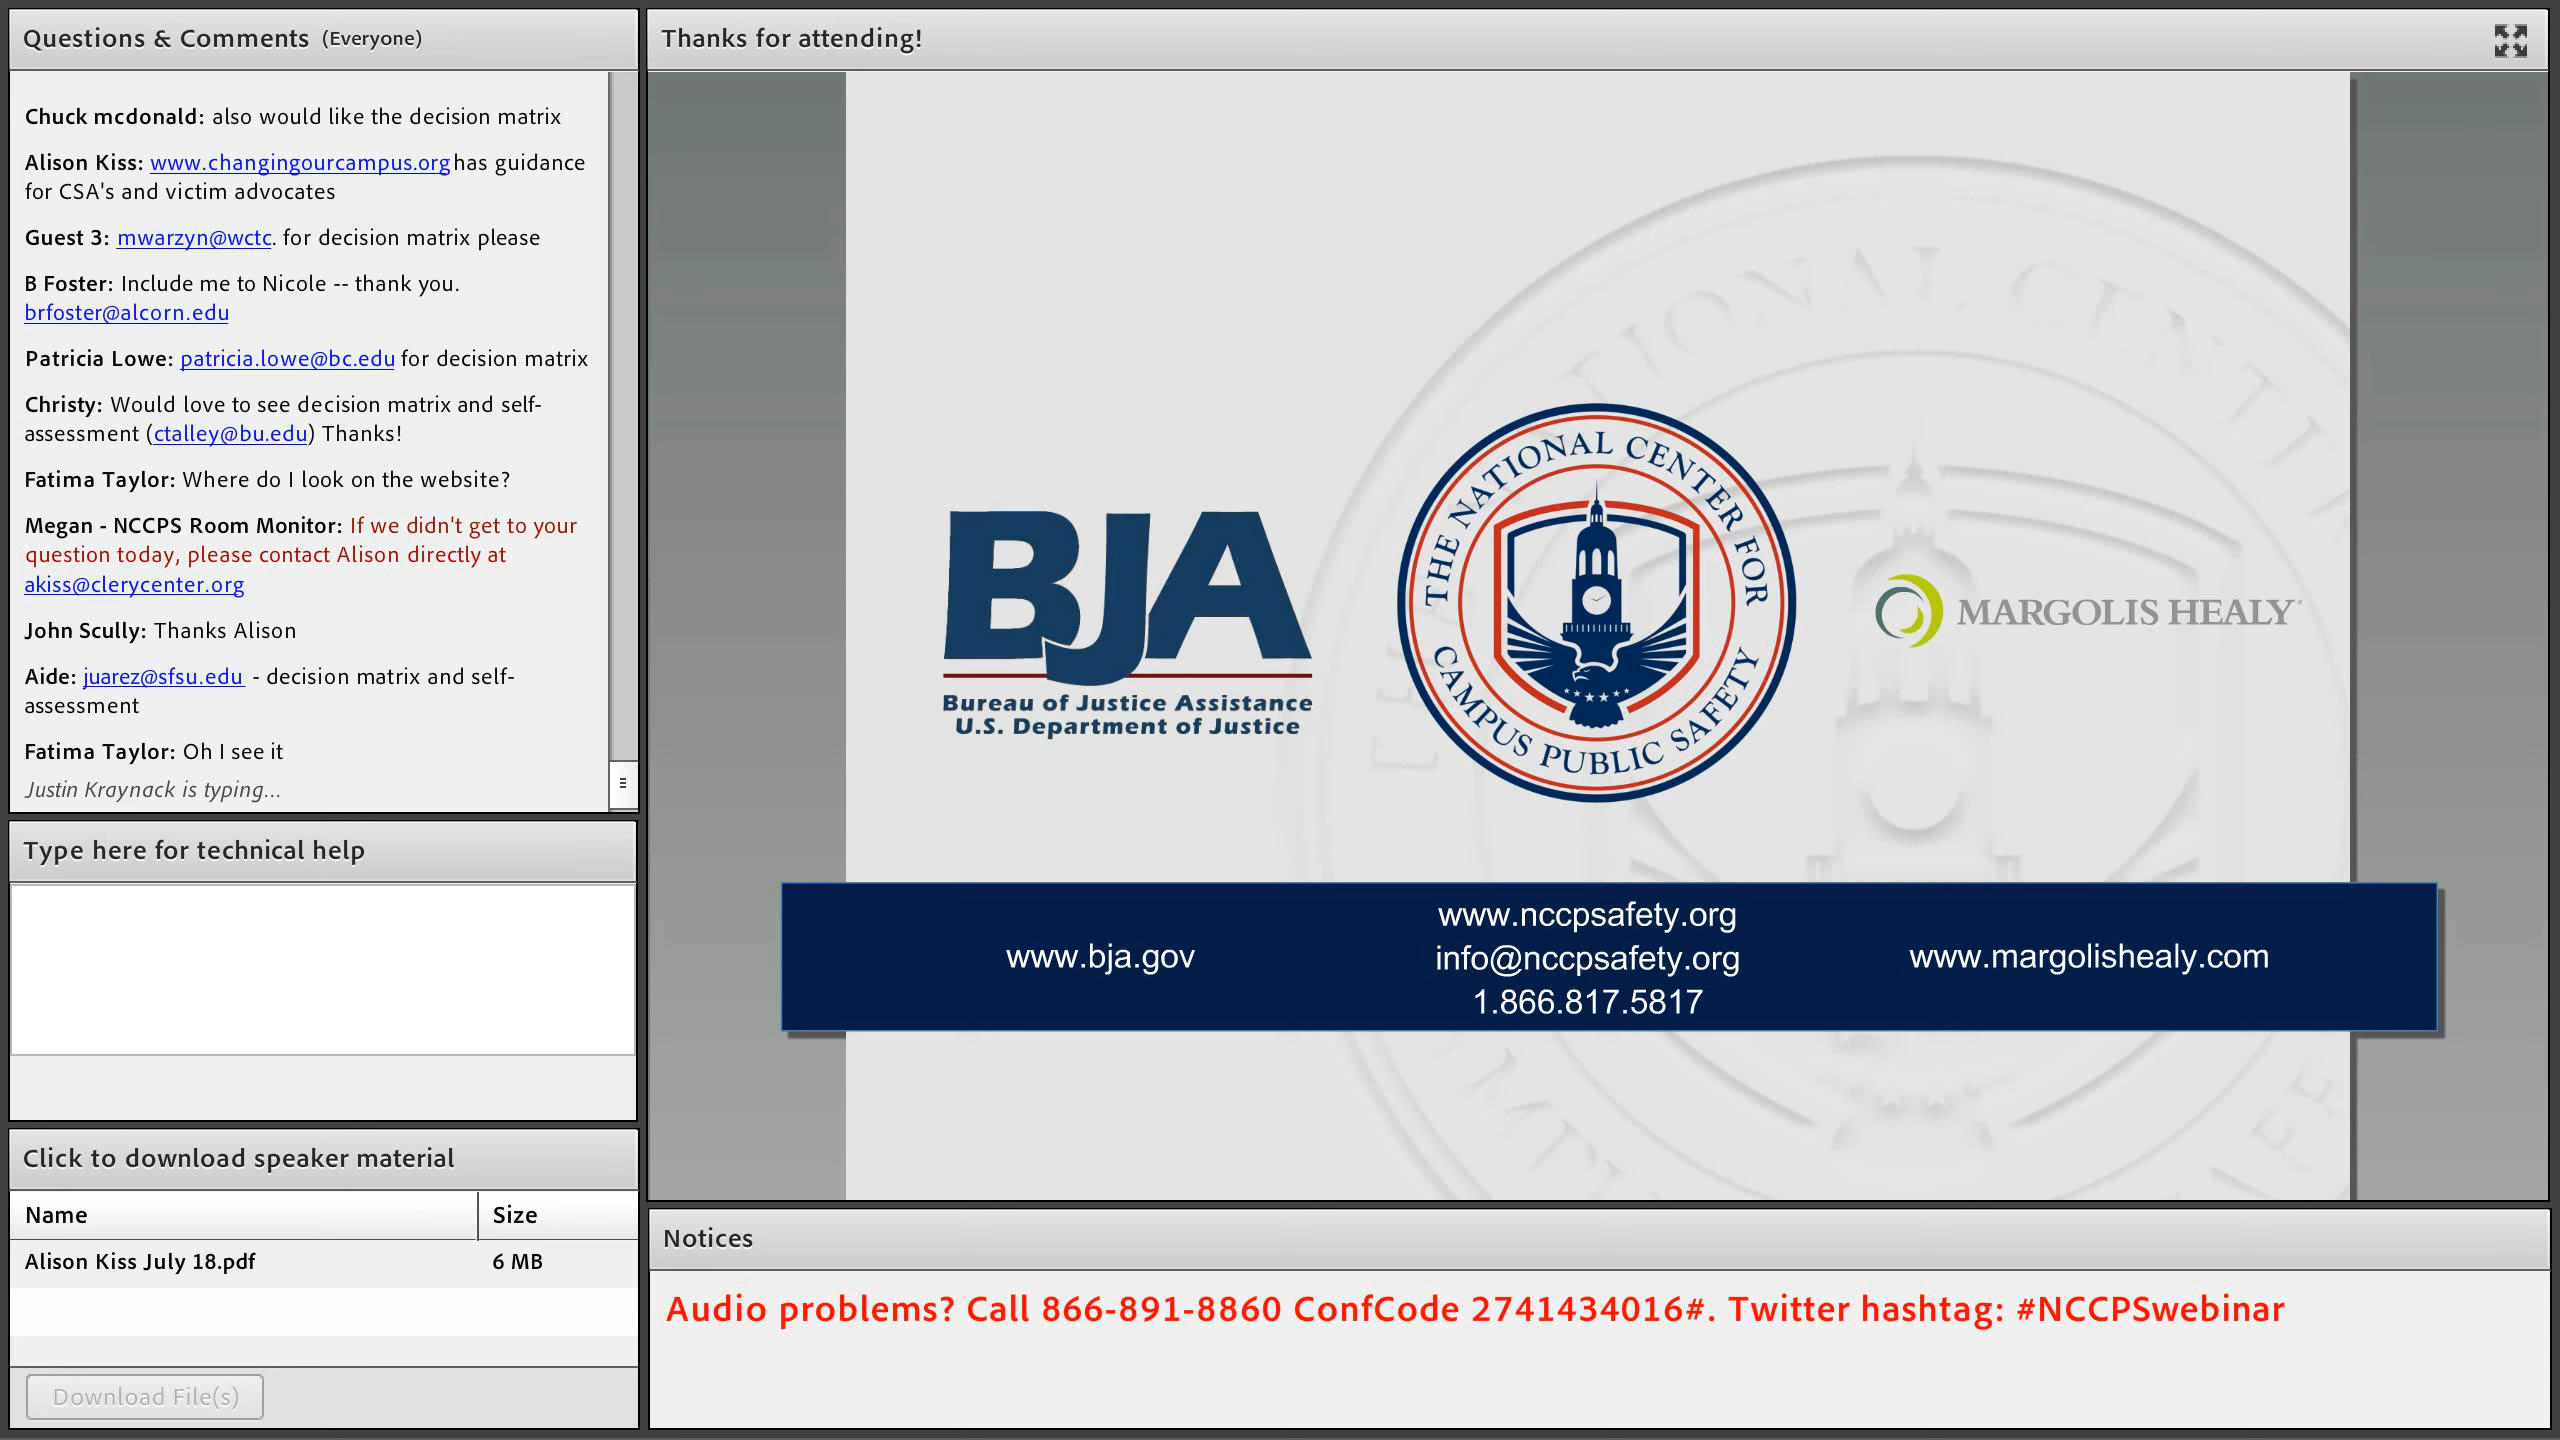 Questions & Comments (Everyone)
Chuck mcdonald: also would like the decision matrix
Alison Kiss: www.changingourcampus.org has guidance
for CSA's and victim advocates
Guest 3: mwarzyn@wctc. for decision matrix please
B Foster: Include me to Nicole -- thank you.
brfoster@alcorn.edu
Patricia Lowe: patricia.lowe@bc.edu for decision matrix
Christy: Would love to see decision matrix and self-
assessment (ctalley@bu.edu) Thanks!
Fatima Taylor: Where do I look on the website?
Megan - NCCPS Room Monitor: If we didn't get to your
question today, please contact Alison directly at
akiss@clerycenter.org
John Scully: Thanks Alison
Aide: juarez@sfsu.edu - decision matrix and self-
assessment
Fatima Taylor: Oh I see it
Justin Kraynack is typing...
Type here for technical help
Click to download speaker material
Name Size
Alison Kiss July 18.pdf 6 MB
Download File(s)
Thanks for attending!
BJA
Bureau of Justice Assistance
U.S. Department of Justice
THE NATIONAL CENTER FOR
CAMPUS PUBLIC SAFETY
MARGOLIS HEALY
www.bja.gov
www.nccpsafety.org
info@nccpsafety.org
1.866.817.5817
www.margolishealy.com
Notices
Audio problems? Call 866-891-8860 ConfCode 2741434016#. Twitter hashtag: #NCCPSwebinar